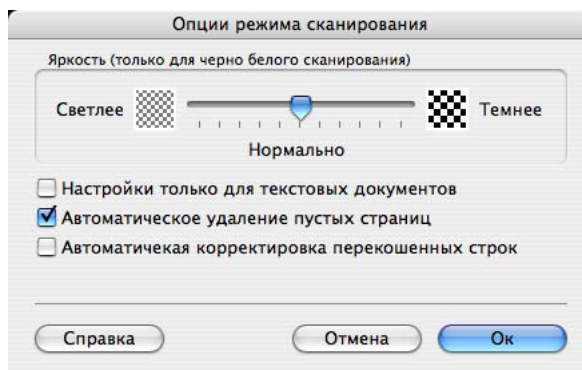 Опции режима сканирования
Яркость (только для черно белого сканирования)
Светлее Темнее
Нормально
Настройки только для текстовых документов
Автоматическое удаление пустых страниц
Автоматичекая корректировка перекошенных строк
Справка Отмена Ок